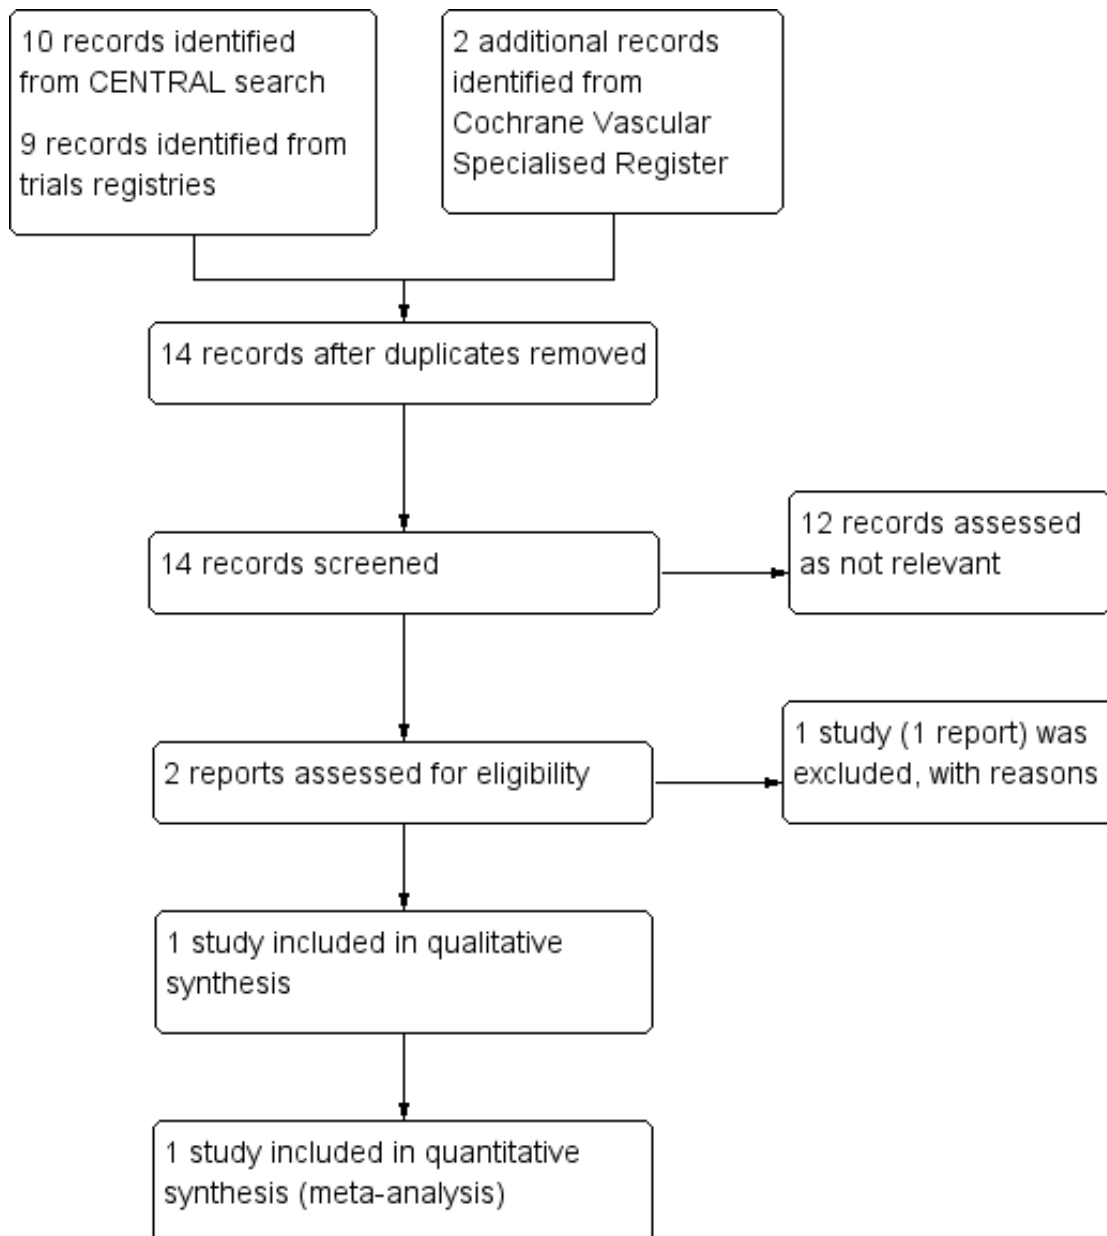 10 records identified
from CENTRAL search
9 records identified from
trials registries
2 additional records
identified from
Cochrane Vascular
Specialised Register
14 records after duplicates removed
14 records screened
12 records assessed
as not relevant
2 reports assessed for eligibility
1 study (1 report) was
excluded, with reasons
1 study included in qualitative
synthesis
1 study included in quantitative
synthesis (meta-analysis)